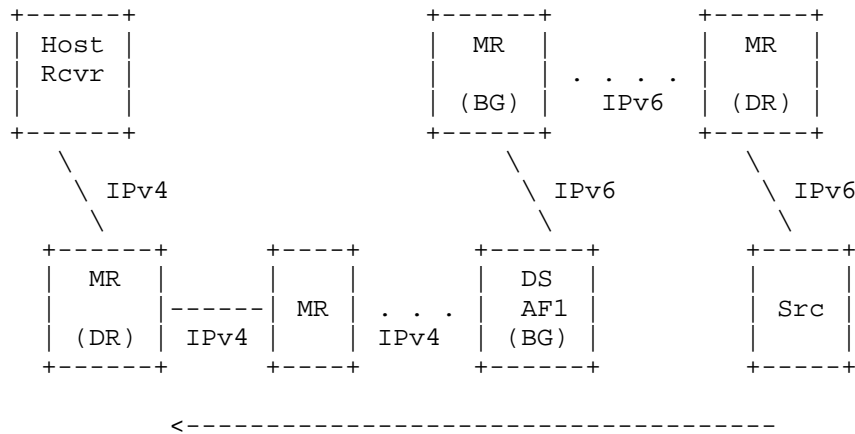 +------+ +------+ +------+
| Host | | MR | | MR |
| Rcvr | | | . . . . | |
| | | (BG) | IPv6 | (DR) |
+------+ +------+ +------+
\ \ \
\ IPv4 \ IPv6 \ IPv6
\ \ \
+------+ +----+ +------+ +-----+
| MR | | | | DS | | |
| |------| MR | . . . | AF1 | | Src |
| (DR) | IPv4 | | IPv4 | (BG) | | |
+------+ +----+ +------+ +-----+
<-------------------------------------